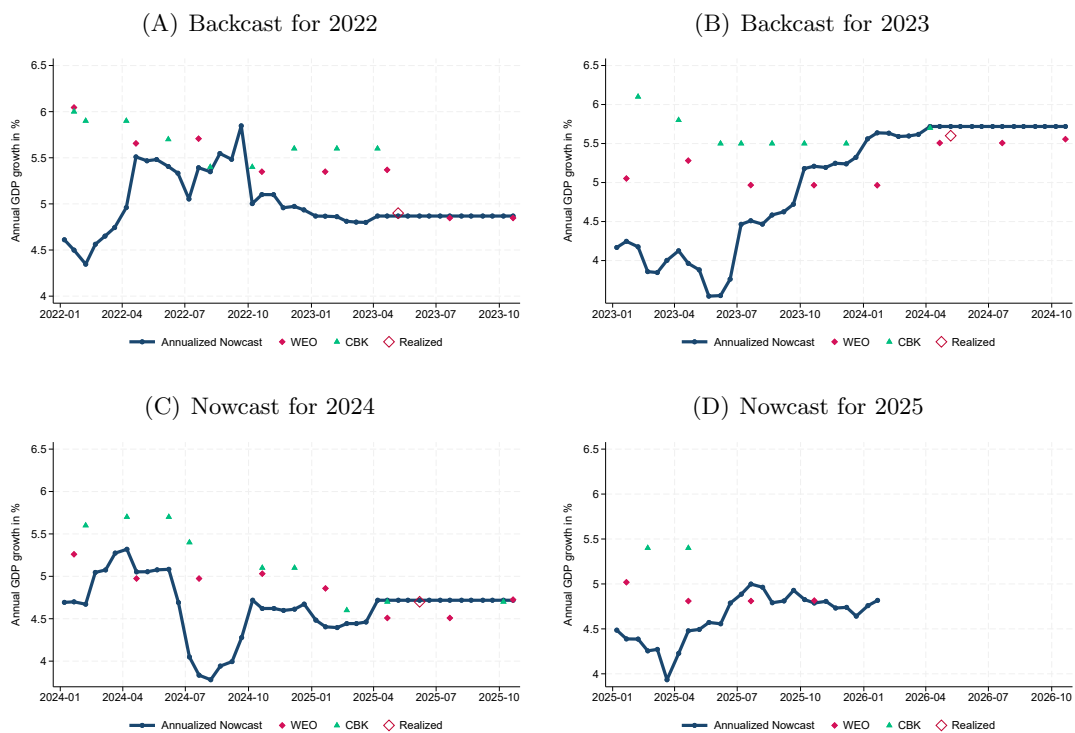 (A) Backcast for 2022
6.5
6
5.5
5
4.5
4
Annual GDP growth in %
2022-01 2022-04 2022-07 2022-10 2023-01 2023-04 2023-07 2023-10
Annualized Nowcast WEO CBK Realized
(B) Backcast for 2023
6.5
6
5.5
5
4.5
4
Annual GDP growth in %
2023-01 2023-04 2023-07 2023-10 2024-01 2024-04 2024-07 2024-10
Annualized Nowcast WEO CBK Realized
(C) Nowcast for 2024
6.5
6
5.5
5
4.5
4
Annual GDP growth in %
2024-01 2024-04 2024-07 2024-10 2025-01 2025-04 2025-07 2025-10
Annualized Nowcast WEO CBK Realized
(D) Nowcast for 2025
6.5
6
5.5
5
4.5
4
Annual GDP growth in %
2025-01 2025-04 2025-07 2025-10 2026-01 2026-04 2026-07 2026-10
Annualized Nowcast WEO CBK Realized